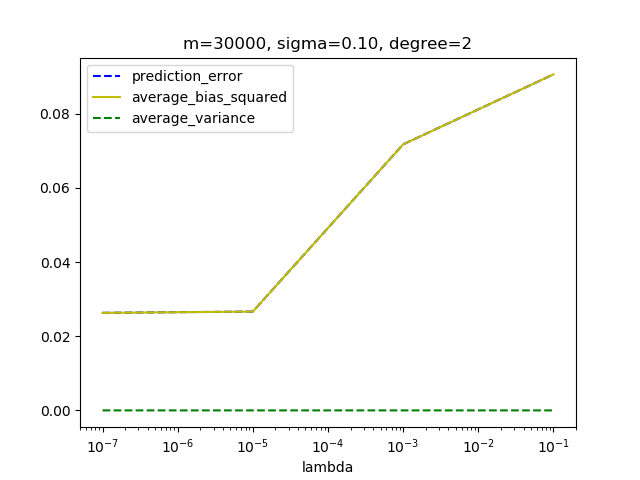 m=30000, sigma=0.10, degree=2
prediction_error
average_bias_squared
average_variance
0.08
0.06
0.04
0.02
0.00
10⁻⁷ 10⁻⁶ 10⁻⁵ 10⁻⁴ 10⁻³ 10⁻² 10⁻¹
lambda